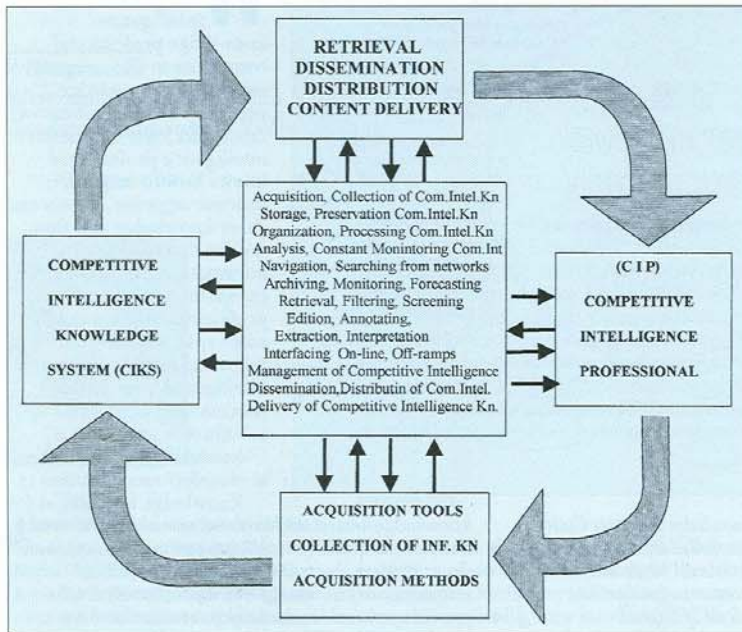 RETRIEVAL
DISSEMINATION
DISTRIBUTION
CONTENT DELIVERY
COMPETITIVE
INTELLIGENCE
KNOWLEDGE
SYSTEM (CIKS)
Acquisition, Collection of Com.Intel.Kn
Storage, Preservation Com.Intel.Kn
Organization, Processing Com.Intel.Kn
Analysis, Constant Monintoring Com.Int
Navigation, Searching from networks
Archiving, Monitoring, Forecasting
Retrieval, Filtering, Screening
Edition, Annotating,
Extraction, Interpretation
Interfacing On-line, Off-ramps
Management of Competitive Intelligence
Dissemination,Distributin of Com.Intel.
Delivery of Competitive Intelligence Kn.
(C I P)
COMPETITIVE
INTELLIGENCE
PROFESSIONAL
ACQUISITION TOOLS
COLLECTION OF INF. KN
ACQUISITION METHODS